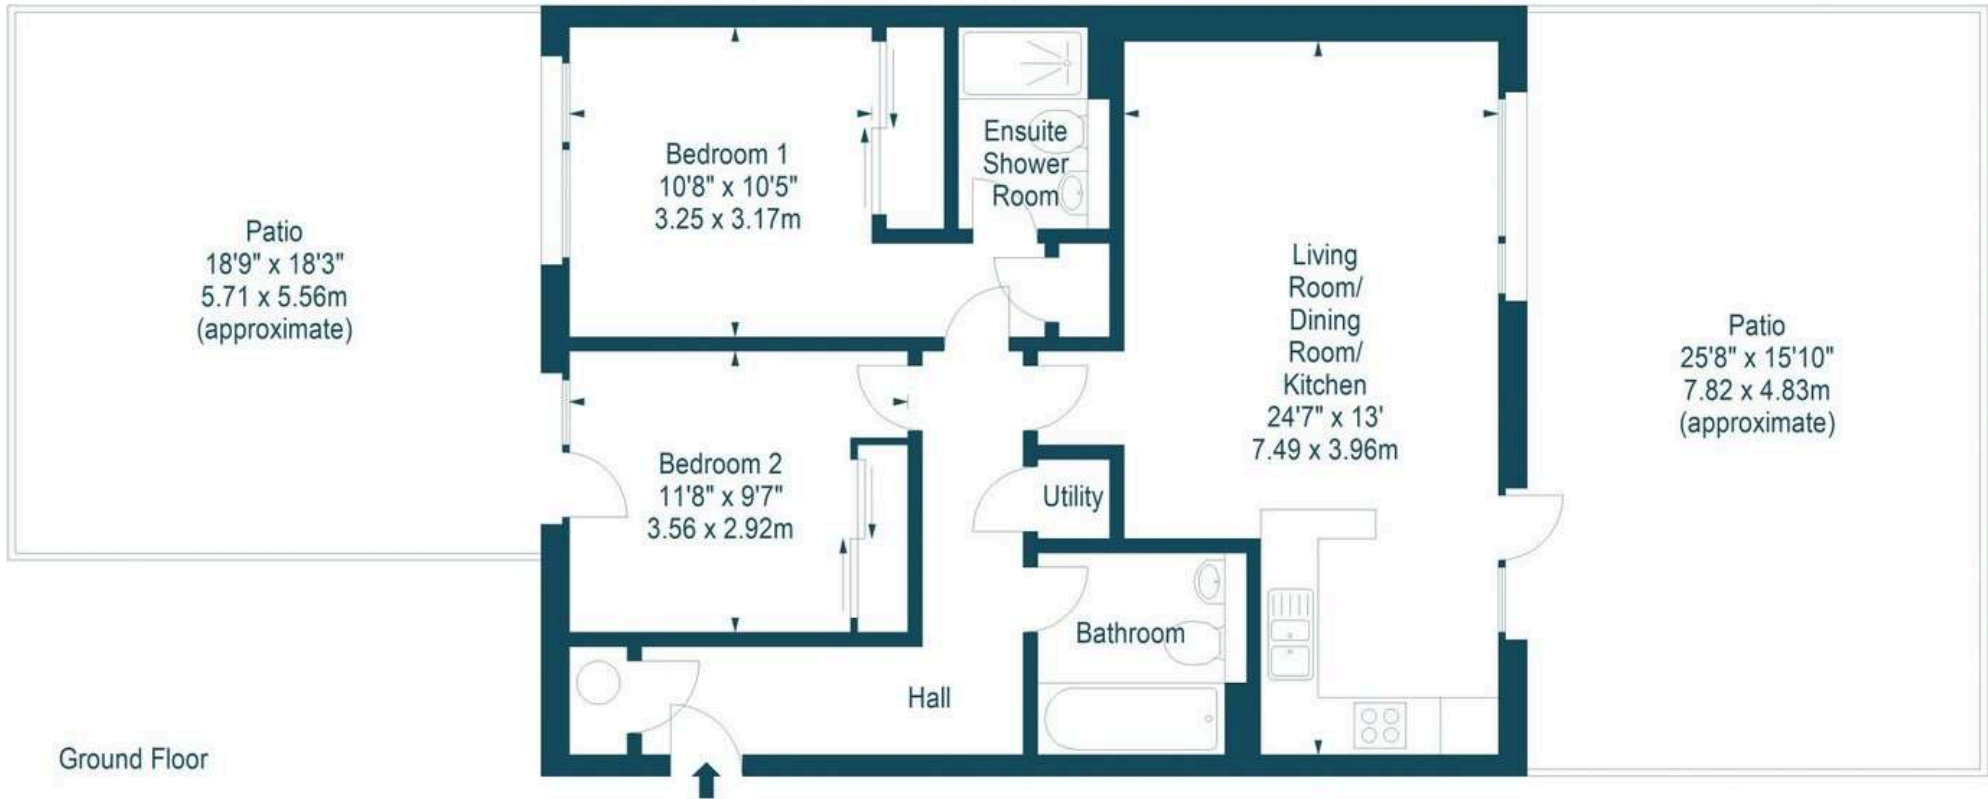 Patio
18'9" x 18'3"
5.71 x 5.56m
(approximate)
Bedroom 1
10'8" x 10'5"
3.25 x 3.17m
Ensuite
Shower
Room
Living
Room/
Dining
Room/
Kitchen
24'7" x 13'
7.49 x 3.96m
Patio
25'8" x 15'10"
7.82 x 4.83m
(approximate)
Bedroom 2
11'8" x 9'7"
3.56 x 2.92m
Utility
Bathroom
Hall
Ground Floor